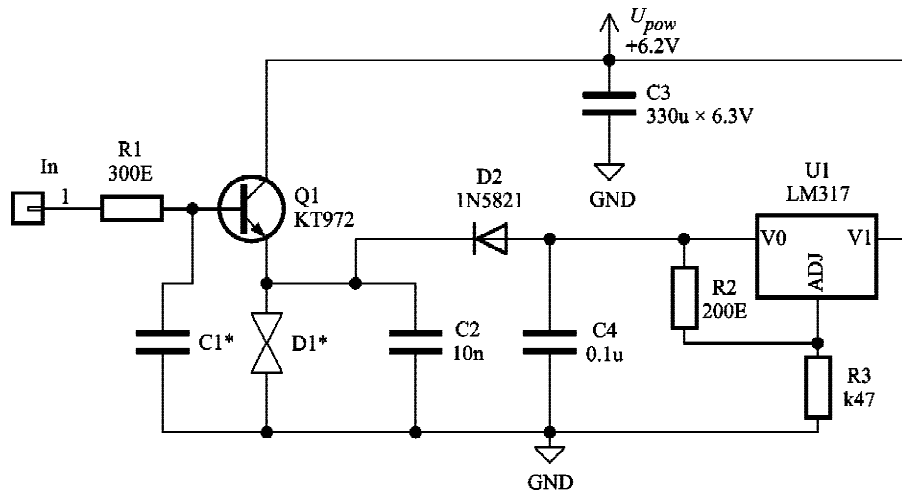 U_pow
+6.2V
C3
330u × 6.3V
GND
In
1
R1
300E
Q1
KT972
D2
1N5821
U1
LM317
V0
V1
ADJ
R2
200E
C1*
D1*
C2
10n
C4
0.1u
R3
k47
GND